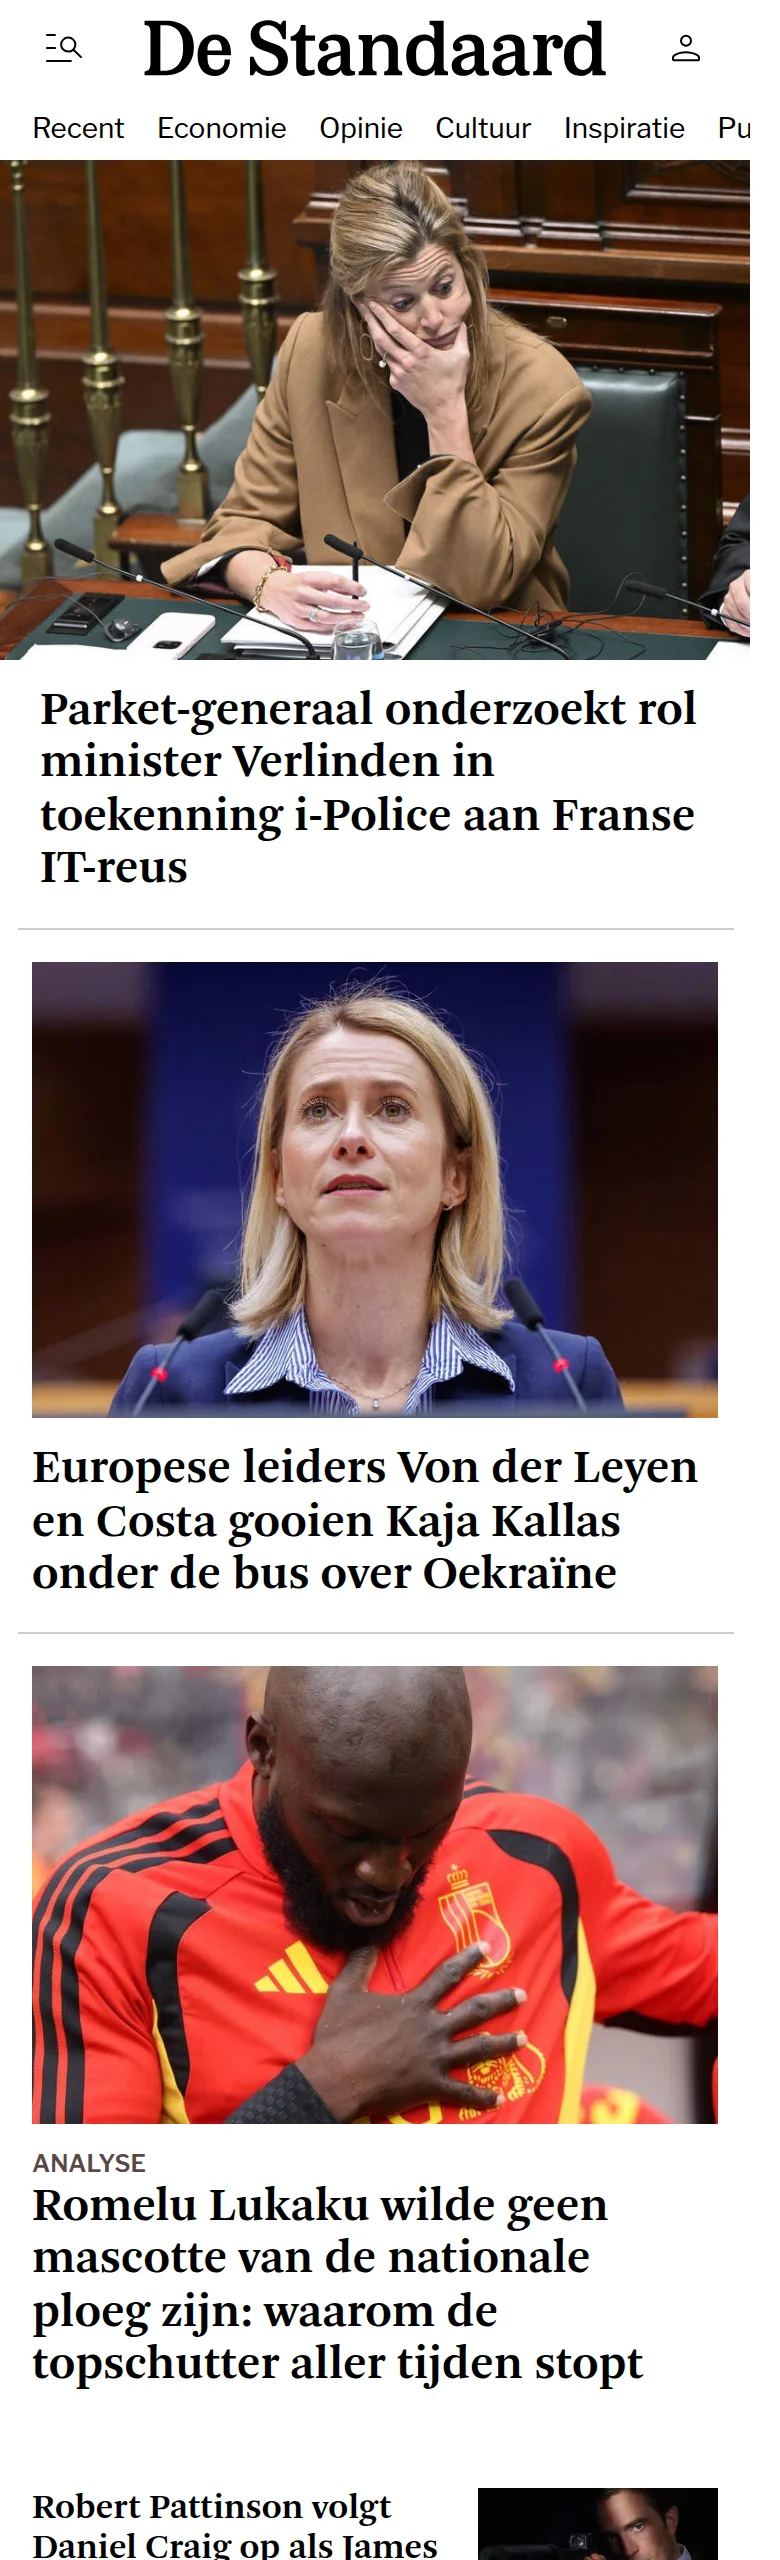 De Standaard
Recent Economie Opinie Cultuur Inspiratie Pu
Parket-generaal onderzoekt rol
minister Verlinden in
toekenning i-Police aan Franse
IT-reus
Europese leiders Von der Leyen
en Costa gooien Kaja Kallas
onder de bus over Oekraïne
ANALYSE
Romelu Lukaku wilde geen
mascotte van de nationale
ploeg zijn: waarom de
topschutter aller tijden stopt
Robert Pattinson volgt
Daniel Craig op als James